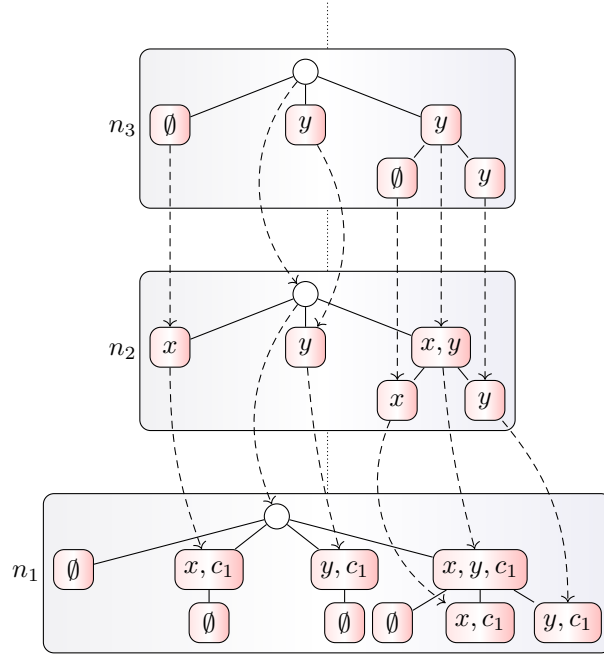 n₃ ∅ y y
∅ y
n₂ x y x, y
x y
n₁ ∅ x, c₁ y, c₁ x, y, c₁
∅ ∅ ∅ x, c₁ y, c₁